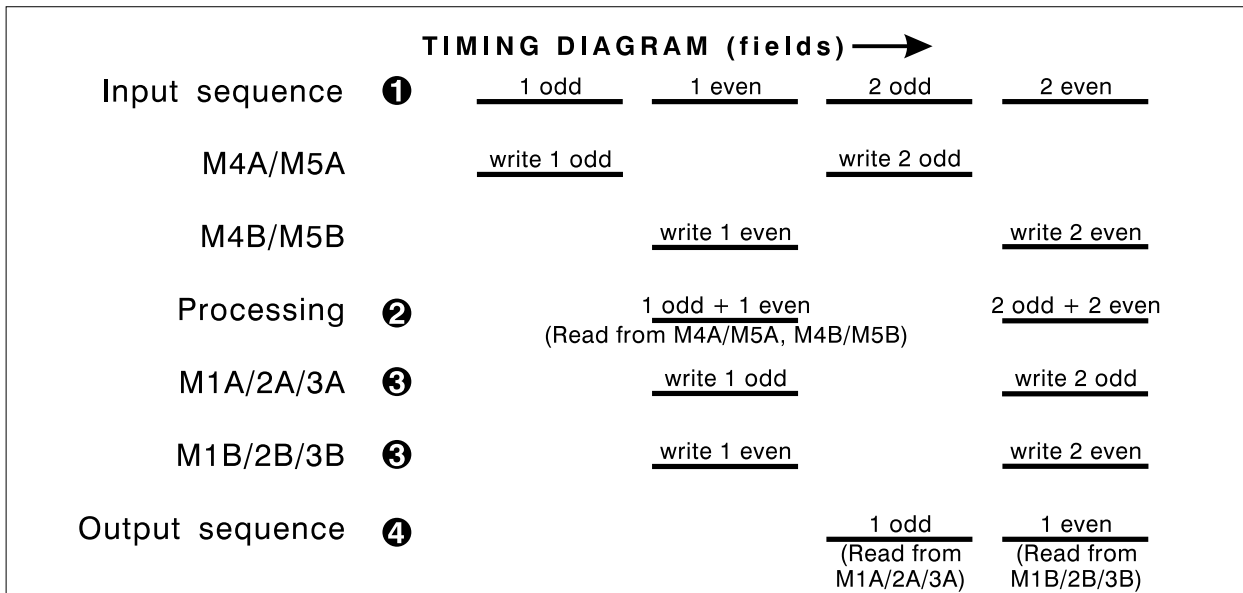 TIMING DIAGRAM (fields)
Input sequence ❶ 1 odd 1 even 2 odd 2 even
M4A/M5A write 1 odd write 2 odd
M4B/M5B write 1 even write 2 even
Processing ❷ 1 odd + 1 even 2 odd + 2 even
(Read from M4A/M5A, M4B/M5B)
M1A/2A/3A ❸ write 1 odd write 2 odd
M1B/2B/3B ❸ write 1 even write 2 even
Output sequence ❹ 1 odd 1 even
(Read from (Read from
M1A/2A/3A) M1B/2B/3B)